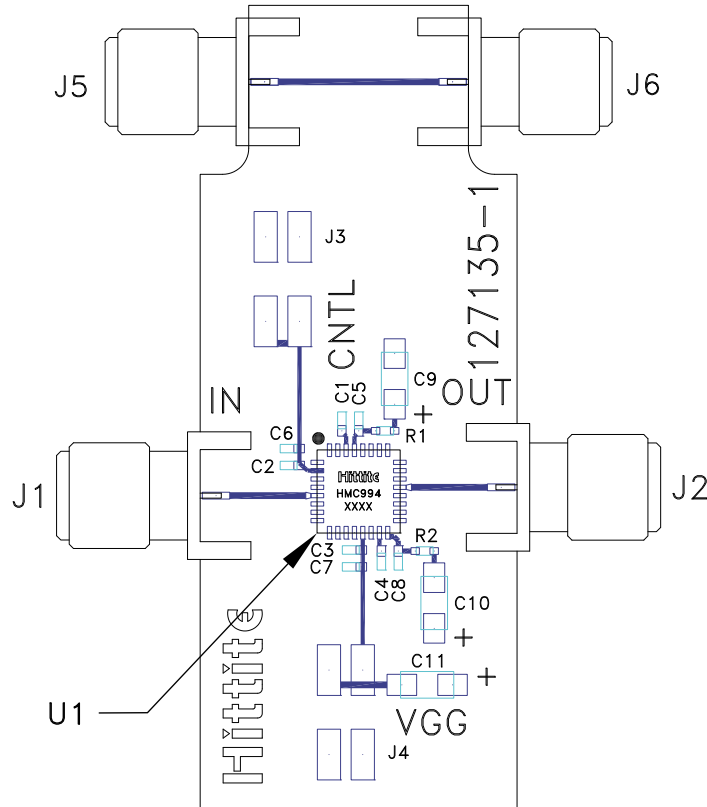 J5
J6
J3
127135-1
CNTL
C9
+
C1
C5
IN
OUT
R1
C6
C2
J1
J2
Hittite
HMC994
XXXX
R2
C3
C7
C4
C8
C10
+
C11
+
Hittite
U1
VGG
J4